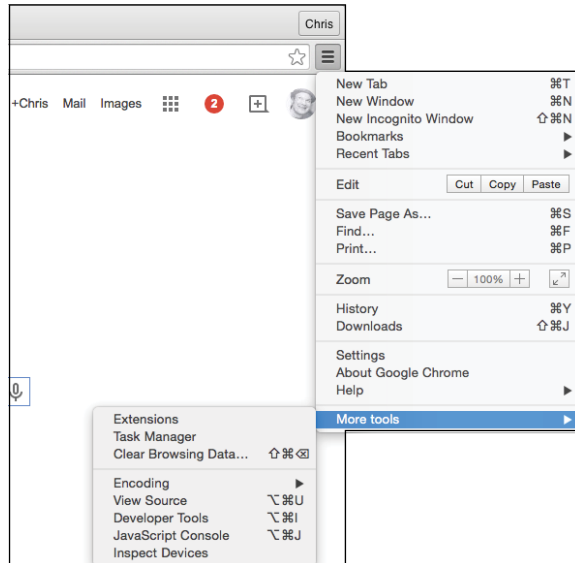 Chris
+Chris Mail Images 2
New Tab ⌘T
New Window ⌘N
New Incognito Window ⇧⌘N
Bookmarks ▶
Recent Tabs ▶
Edit Cut Copy Paste
Save Page As... ⌘S
Find... ⌘F
Print... ⌘P
Zoom — 100% +
History ⌘Y
Downloads ⇧⌘J
Settings
About Google Chrome
Help ▶
More tools ▶
Extensions
Task Manager
Clear Browsing Data... ⇧⌘⌫
Encoding ▶
View Source ⌥⌘U
Developer Tools ⌥⌘I
JavaScript Console ⌥⌘J
Inspect Devices